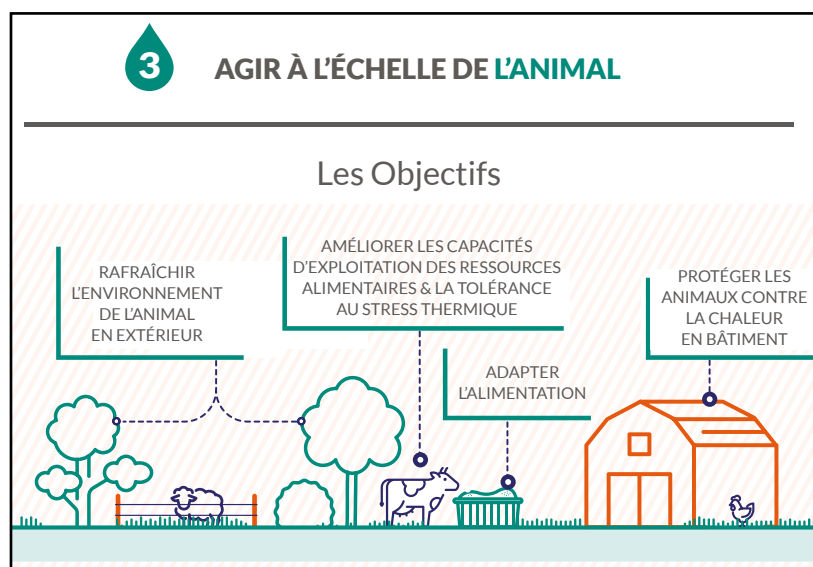 3
AGIR À L'ÉCHELLE DE L'ANIMAL
Les Objectifs
RAFRAÎCHIR
L'ENVIRONNEMENT
DE L'ANIMAL
EN EXTÉRIEUR
AMÉLIORER LES CAPACITÉS
D'EXPLOITATION DES RESSOURCES
ALIMENTAIRES & LA TOLÉRANCE
AU STRESS THERMIQUE
ADAPTER
L'ALIMENTATION
PROTÉGER LES
ANIMAUX CONTRE
LA CHALEUR
EN BÂTIMENT